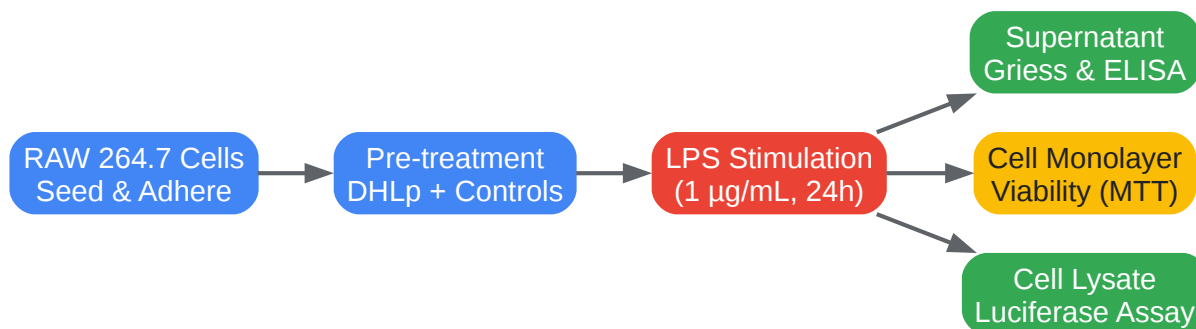 RAW 264.7 Cells
Seed & Adhere
Pre-treatment
DHLp + Controls
LPS Stimulation
(1 µg/mL, 24h)
Supernatant
Griess & ELISA
Cell Monolayer
Viability (MTT)
Cell Lysate
Luciferase Assay